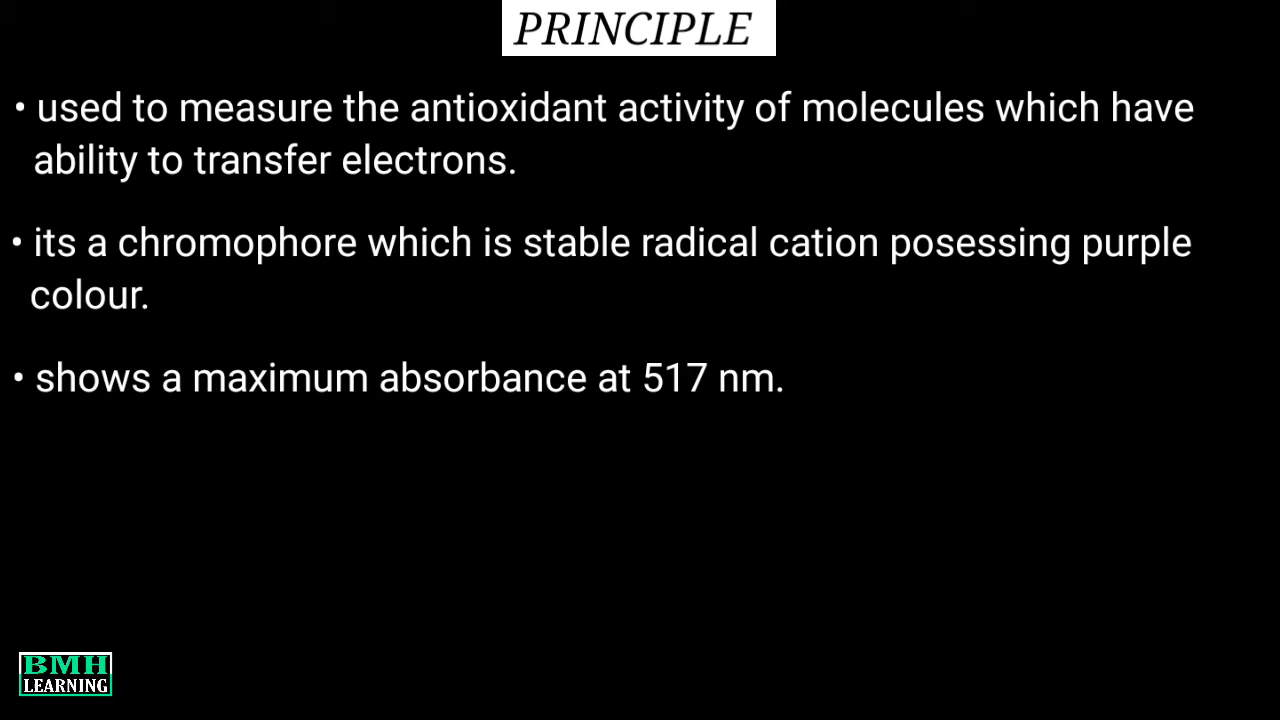 PRINCIPLE
• used to measure the antioxidant activity of molecules which have
ability to transfer electrons.
• its a chromophore which is stable radical cation posessing purple
colour.
• shows a maximum absorbance at 517 nm.
BMH
LEARNING